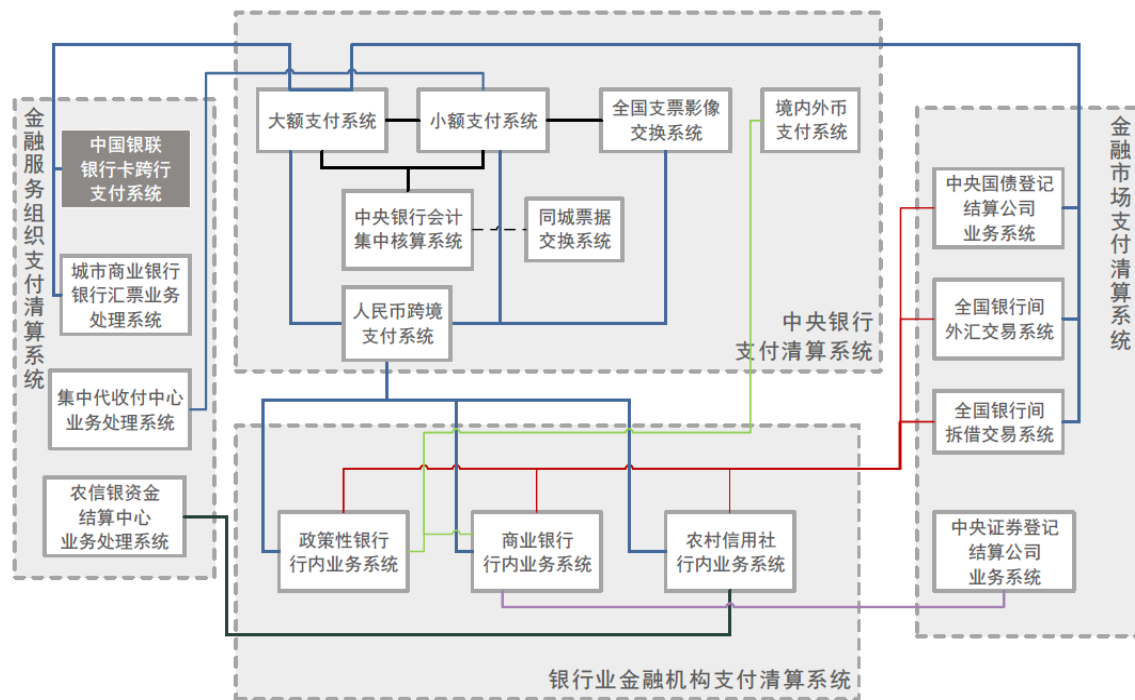 金融服务组织支付清算系统
中国银联
银行卡跨行
支付系统
城市商业银行
银行汇票业务
处理系统
集中代收付中心
业务处理系统
农信银资金
结算中心
业务处理系统
大额支付系统
小额支付系统
全国支票影像
交换系统
境内外币
支付系统
中央银行会计
集中核算系统
同城票据
交换系统
人民币跨境
支付系统
中央银行
支付清算系统
政策性银行
行内业务系统
商业银行
行内业务系统
农村信用社
行内业务系统
银行业金融机构支付清算系统
金融市场支付清算系统
中央国债登记
结算公司
业务系统
全国银行间
外汇交易系统
全国银行间
拆借交易系统
中央证券登记
结算公司
业务系统